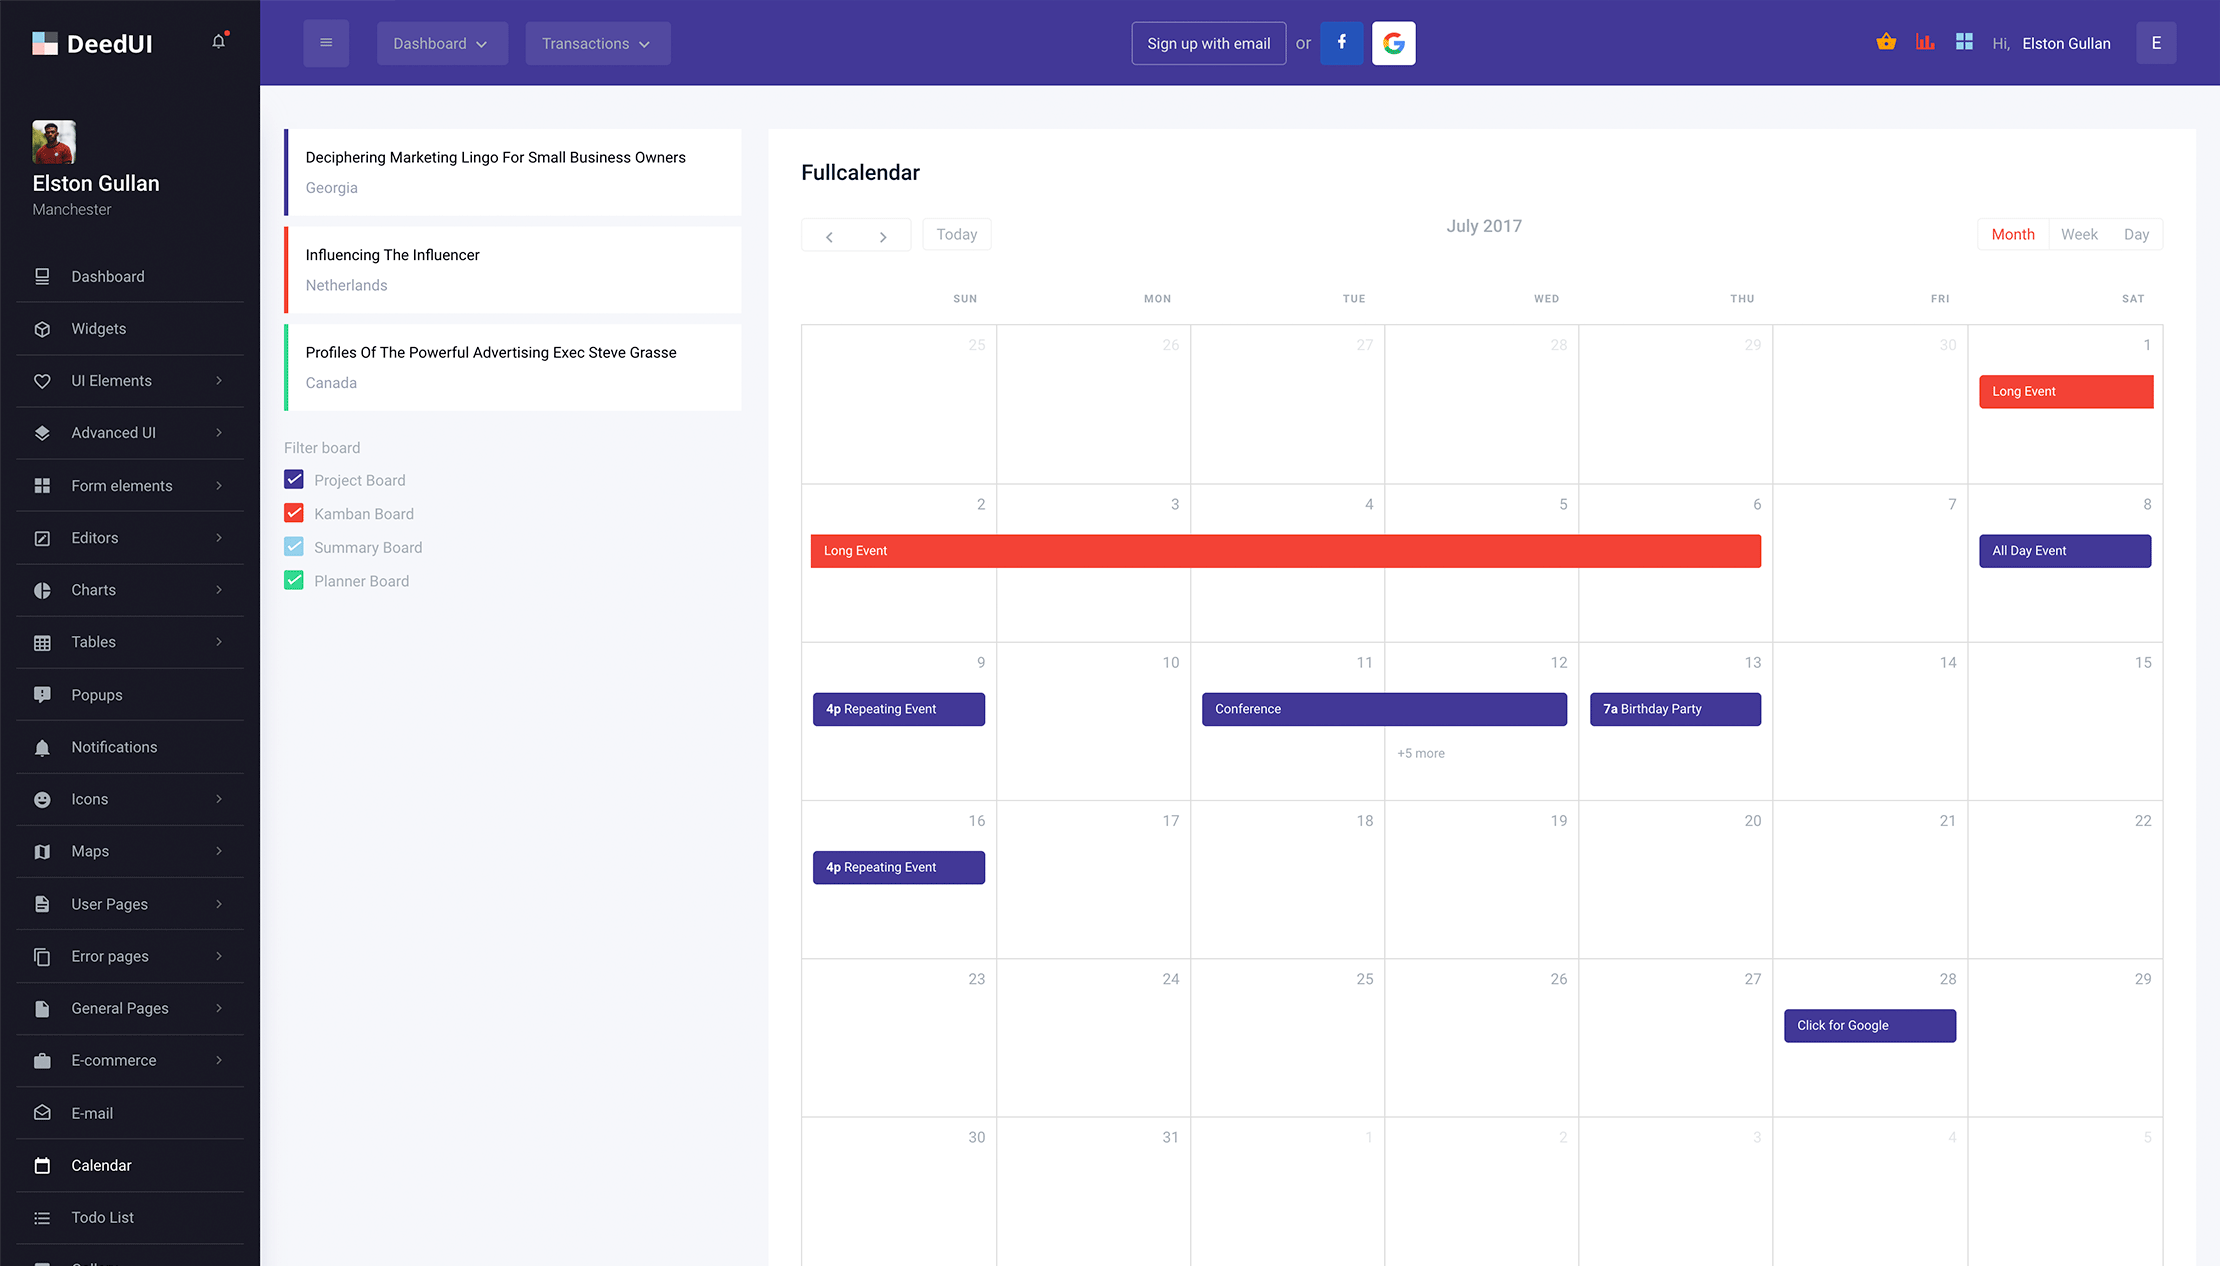 DeedUI
Dashboard
Transactions
Sign up with email
or
Hi,
Elston Gullan
E
Elston Gullan
Manchester
Dashboard
Widgets
UI Elements
Advanced UI
Form elements
Editors
Charts
Tables
Popups
Notifications
Icons
Maps
User Pages
Error pages
General Pages
E-commerce
E-mail
Calendar
Todo List
Deciphering Marketing Lingo For Small Business Owners
Georgia
Influencing The Influencer
Netherlands
Profiles Of The Powerful Advertising Exec Steve Grasse
Canada
Filter board
Project Board
Kamban Board
Summary Board
Planner Board
Fullcalendar
Today
July 2017
Month Week Day
SUN MON TUE WED THU FRI SAT
25 26 27 28 29 30 1
Long Event
2 3 4 5 6 7 8
Long Event
All Day Event
9 10 11 12 13 14 15
4p Repeating Event
Conference
7a Birthday Party
+5 more
16 17 18 19 20 21 22
4p Repeating Event
23 24 25 26 27 28 29
Click for Google
30 31 1 2 3 4 5